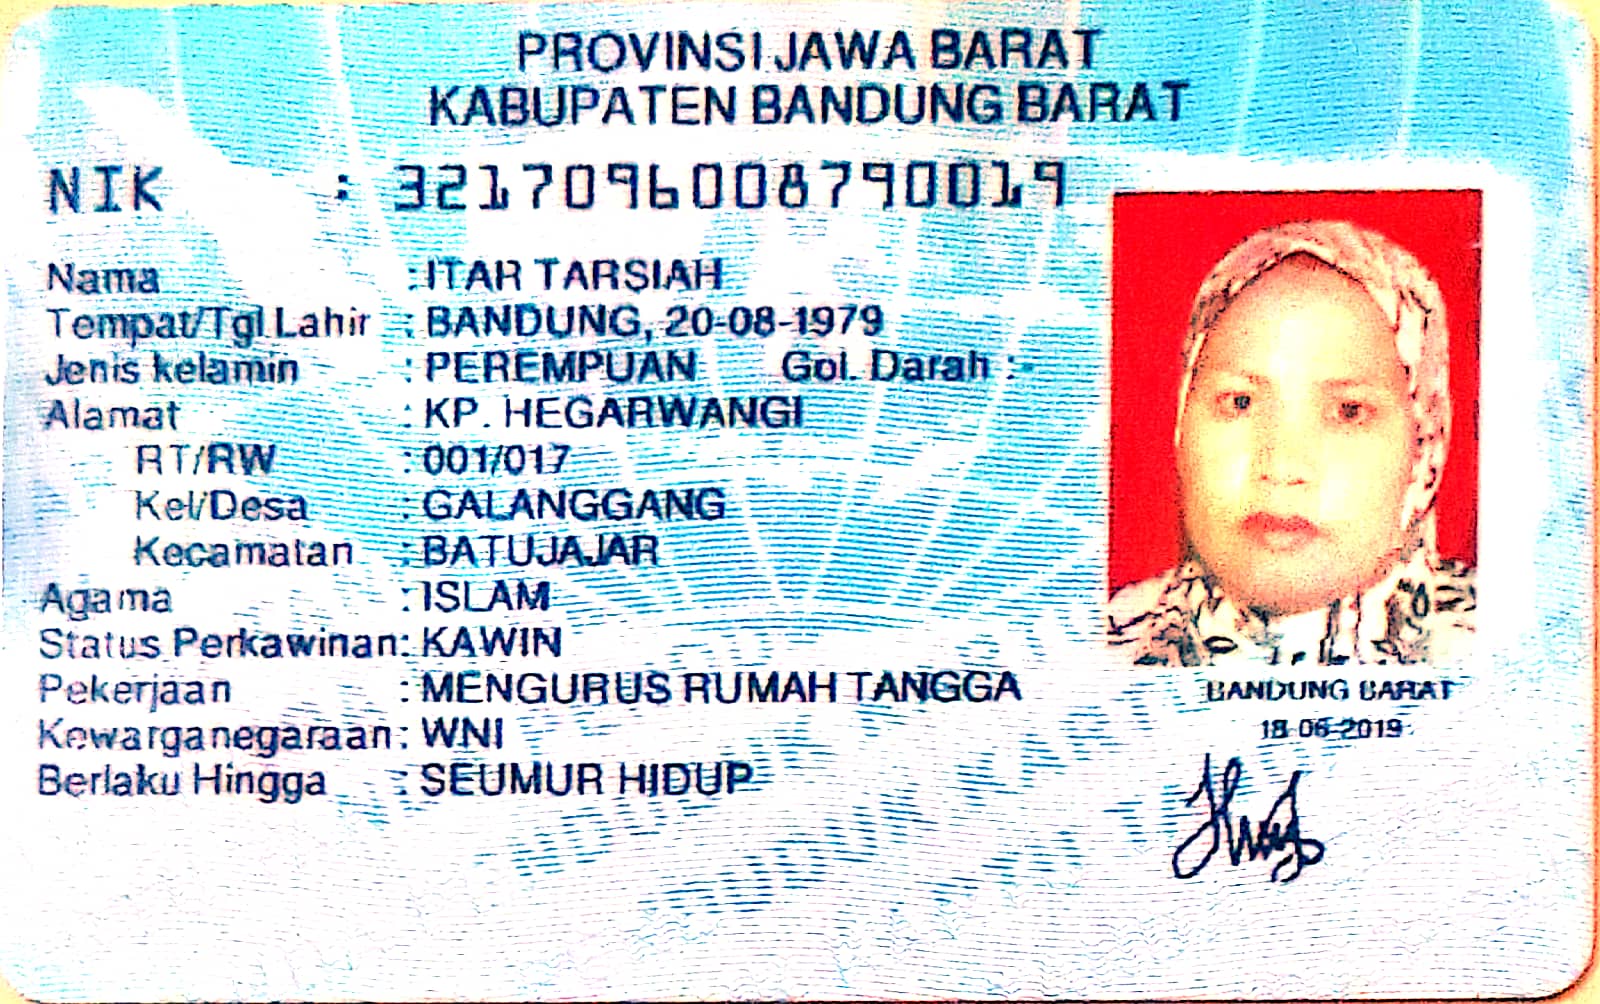 PROVINSI JAWA BARAT
KABUPATEN BANDUNG BARAT
NIK : 3217096008790019
Nama : ITAR TARSIAH
Tempat/Tgl Lahir : BANDUNG, 20-08-1979
Jenis kelamin : PEREMPUAN Gol. Darah :-
Alamat : KP. HEGARWANGI
RT/RW : 001/017
Kel/Desa : GALANGGANG
Kecamatan : BATUJAJAR
Agama : ISLAM
Status Perkawinan: KAWIN
Pekerjaan : MENGURUS RUMAH TANGGA
Kewarganegaraan: WNI
Berlaku Hingga : SEUMUR HIDUP
BANDUNG BARAT
18-06-2019